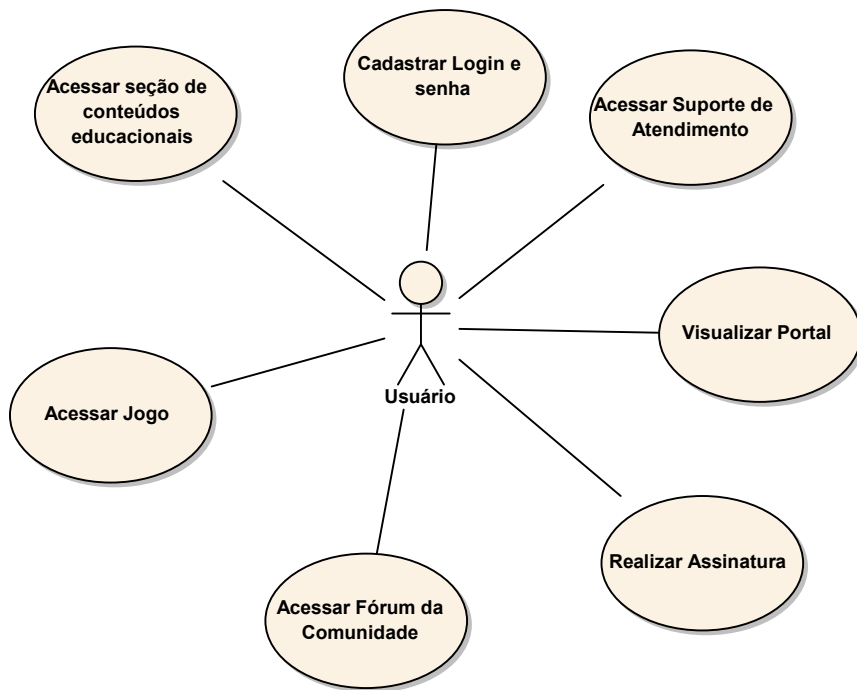 Cadastrar Login e
senha
Acessar seção de
conteúdos
educacionais
Acessar Suporte de
Atendimento
Visualizar Portal
Usuário
Acessar Jogo
Realizar Assinatura
Acessar Fórum da
Comunidade